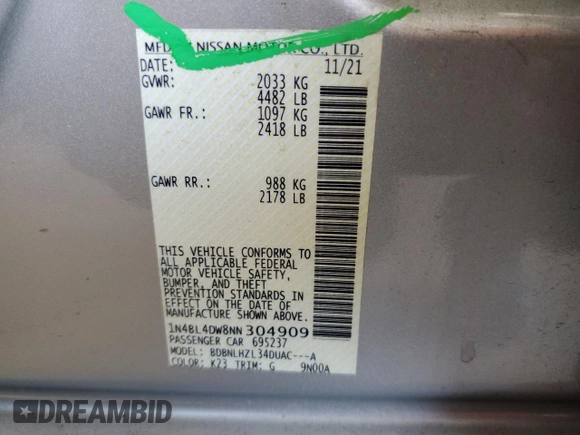 MFD NISSAN MOTOR CO., LTD.
DATE: 11/21
GVWR: 2033 KG
4482 LB
GAWR FR.: 1097 KG
2418 LB
GAWR RR.: 988 KG
2178 LB
THIS VEHICLE CONFORMS TO
ALL APPLICABLE FEDERAL
MOTOR VEHICLE SAFETY,
BUMPER, AND THEFT
PREVENTION STANDARDS IN
EFFECT ON THE DATE OF
MANUFACTURE SHOWN ABOVE.
1N4BL4DW8NN304909
PASSENGER CAR 695237
MODEL: BDBNLHZL34DUAC---A
COLOR: K23 TRIM: G 9N00A
DREAMBID